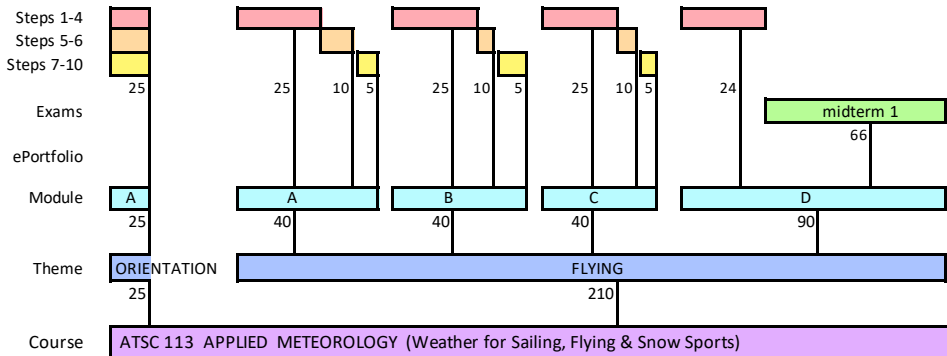 Steps 1-4
Steps 5-6
Steps 7-10
25 25 10 5 25 10 5 25 10 5 24
Exams midterm 1
66
ePortfolio
Module A A B C D
25 40 40 40 90
Theme ORIENTATION FLYING
25 210
Course ATSC 113 APPLIED METEOROLOGY (Weather for Sailing, Flying & Snow Sports)